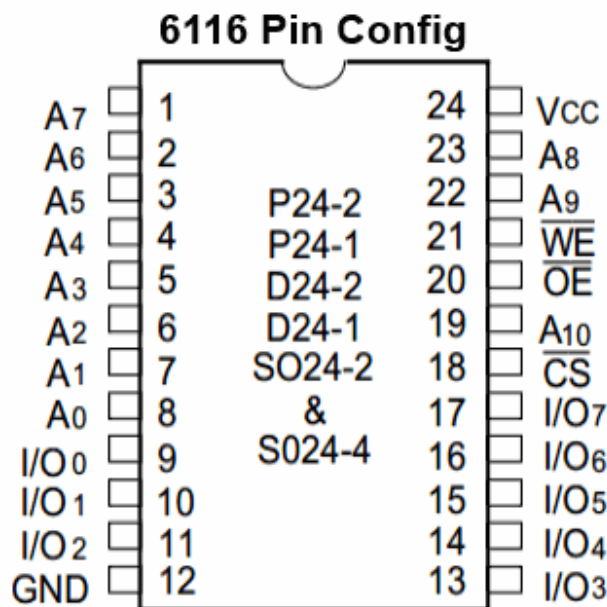 6116 Pin Config
A7 1 24 VCC
A6 2 23 A8
A5 3 22 A9
P24-2
A4 4 21 W̅E̅
P24-1
A3 5 20 O̅E̅
D24-2
A2 6 19 A10
D24-1
A1 7 18 C̅S̅
SO24-2
A0 8 17 I/O7
&
I/O0 9 16 I/O6
S024-4
I/O1 10 15 I/O5
I/O2 11 14 I/O4
GND 12 13 I/O3